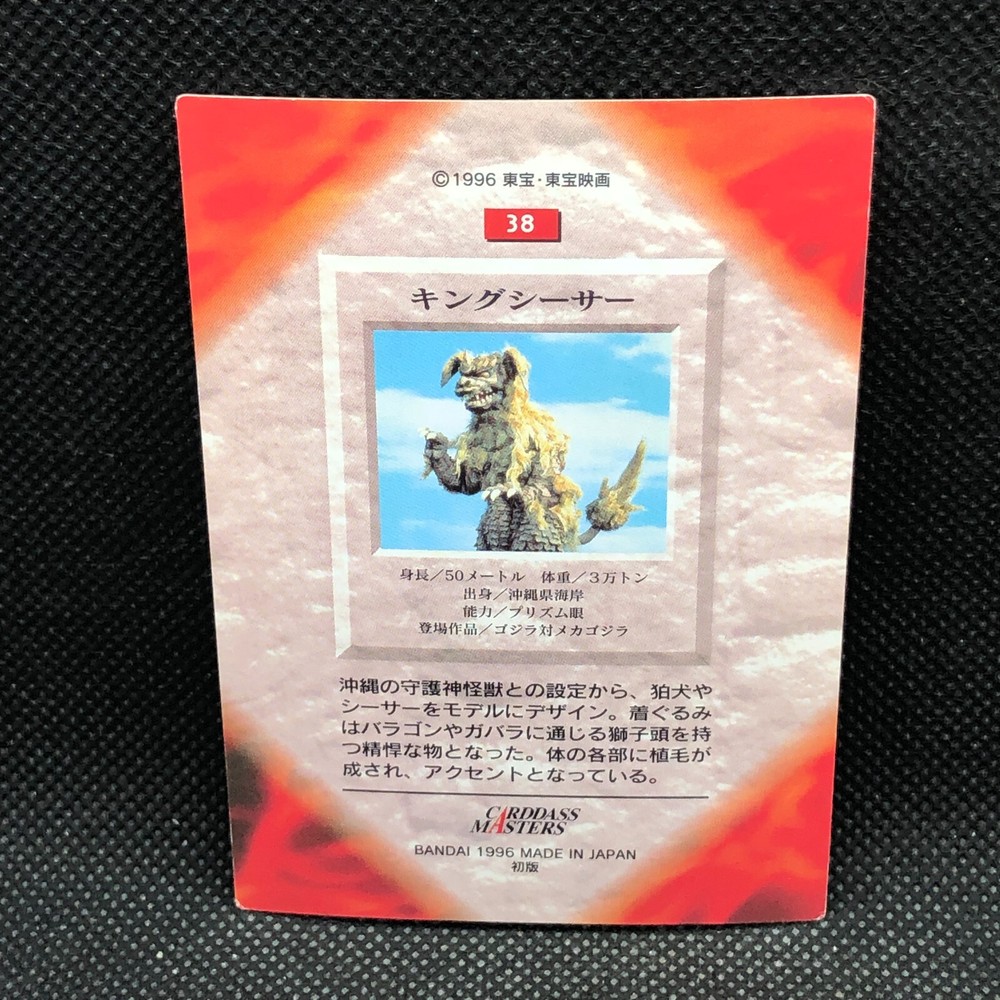 ©1996 東宝・東宝映画
38
キングシーサー
身長／50メートル　体重／3万トン
出身／沖縄県海岸
能力／プリズム眼
登場作品／ゴジラ対メカゴジラ
沖縄の守護神怪獣との設定から、狛犬や
シーサーをモデルにデザイン。着ぐるみ
はバラゴンやガバラに通じる獅子頭を持
つ精悍な物となった。体の各部に植毛が
成され、アクセントとなっている。
CARDDASS
MASTERS
BANDAI 1996 MADE IN JAPAN
初版